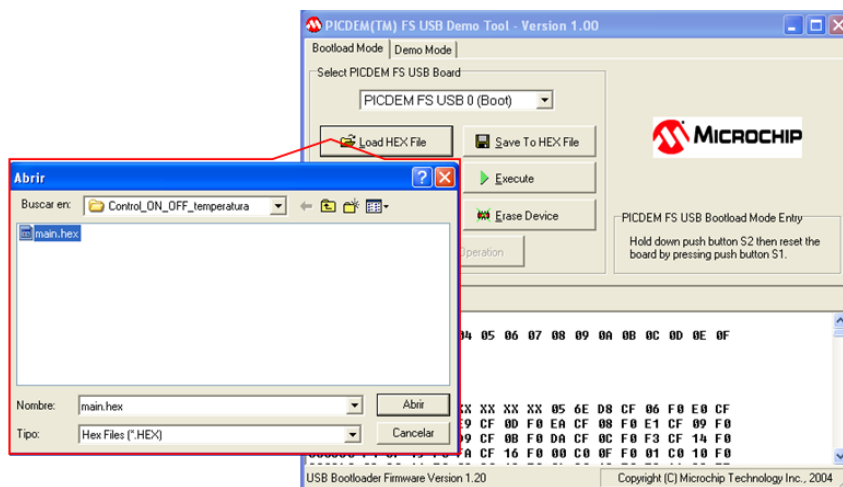 PICDEM(TM) FS USB Demo Tool - Version 1.00
Bootload Mode Demo Mode
Select PICDEM FS USB Board
PICDEM FS USB 0 (Boot)
Load HEX File Save To HEX File
Execute
Erase Device
Operation
MICROCHIP
PICDEM FS USB Bootload Mode Entry
Hold down push button S2 then reset the
board by pressing push button S1.
Abrir
Buscar en: Control_ON_OFF_temperatura
main.hex
Nombre: main.hex Abrir
Tipo: Hex Files (*.HEX) Cancelar
04 05 06 07 08 09 0A 0B 0C 0D 0E 0F
XX XX XX XX 05 6E D8 CF 06 F0 E0 CF
E9 CF 0D F0 EA CF 08 F0 E1 CF 09 F0
D9 CF 0B F0 DA CF 0C F0 F3 CF 14 F0
FA CF 16 F0 00 C0 0F F0 01 C0 10 F0
USB Bootloader Firmware Version 1.20 Copyright (C) Microchip Technology Inc., 2004